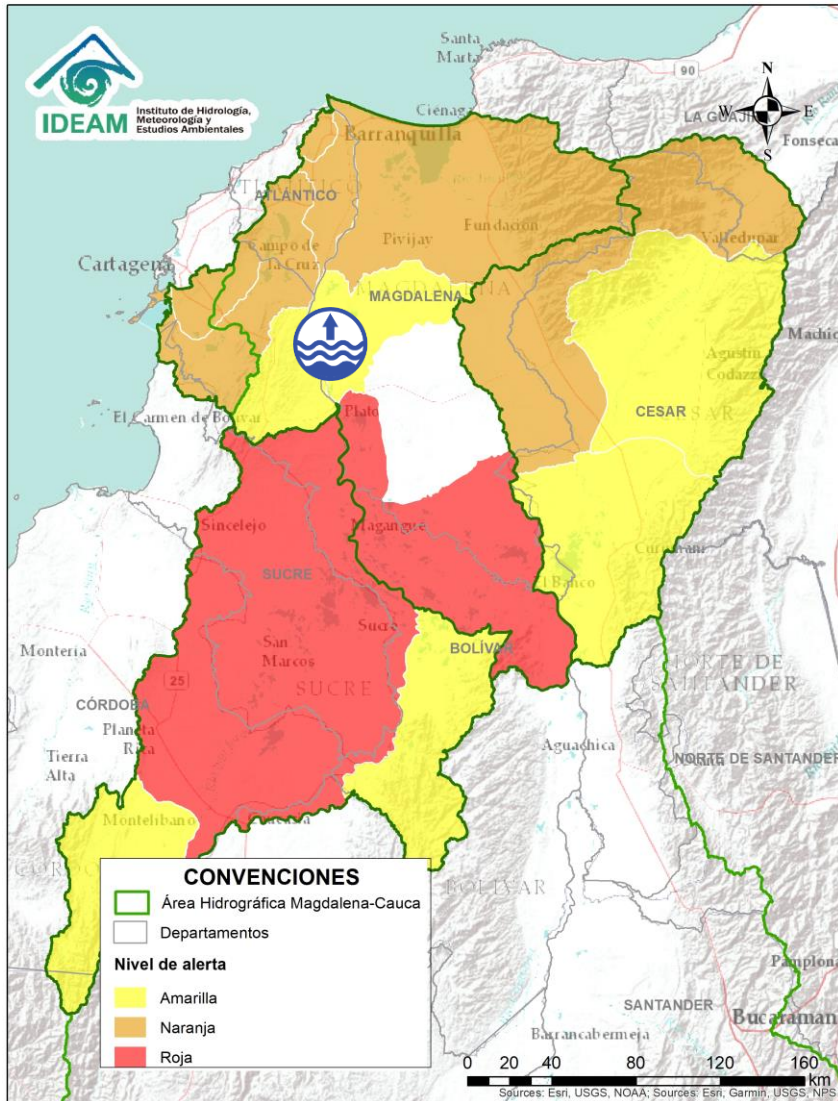 IDEAM
Instituto de Hidrología,
Meteorología y
Estudios Ambientales
Santa
Marta
90
N
W
E
S
LA GUAJIRA
Ciénaga
Barranquilla
Fonseca
ATLÁNTICO
Fundación
Campo de
la Cruz
Pivijay
Valledupar
Cartagena
MAGDALENA
Agustín
Codazzi
El Carmen de Bolívar
Plato
CESAR
Sincelejo
Magangué
SUCRE
El Banco
Sucre
Montería
San
Marcos
BOLÍVAR
25
SUCRE
NORTE DE
SANTANDER
CÓRDOBA
Planeta
Rica
Aguachica
Tierra
Alta
NORTE DE SANTANDER
Montelibano
BOLÍVAR
CONVENCIONES
Área Hidrográfica Magdalena-Cauca
Departamentos
Nivel de alerta
Amarilla
Naranja
Roja
Pamplona
SANTANDER
Bucaraman
Barrancabermeja
0 20 40 80 120 160
km
Sources: Esri, USGS, NOAA; Sources: Esri, Garmin, USGS, NPS